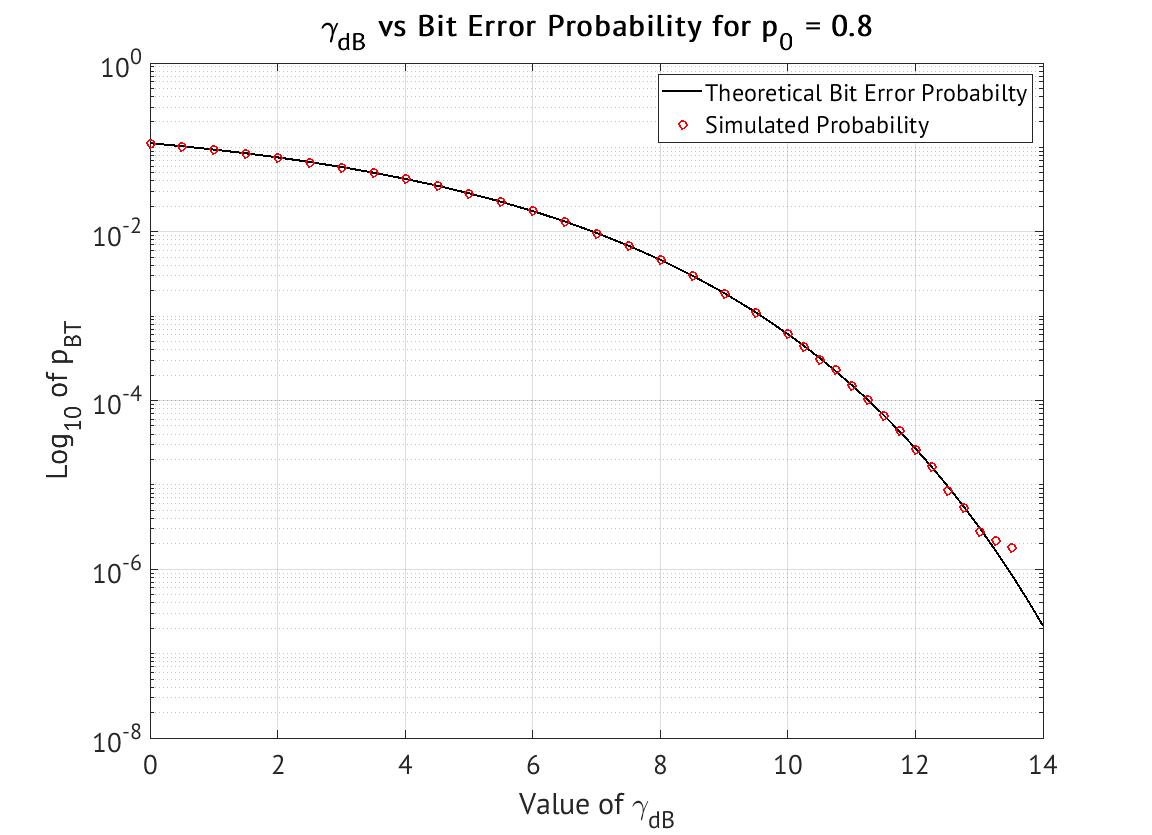 γdB vs Bit Error Probability for p0 = 0.8
Theoretical Bit Error Probabilty
Simulated Probability
Log10 of pBT
10^0
10^-2
10^-4
10^-6
10^-8
0 2 4 6 8 10 12 14
Value of γdB